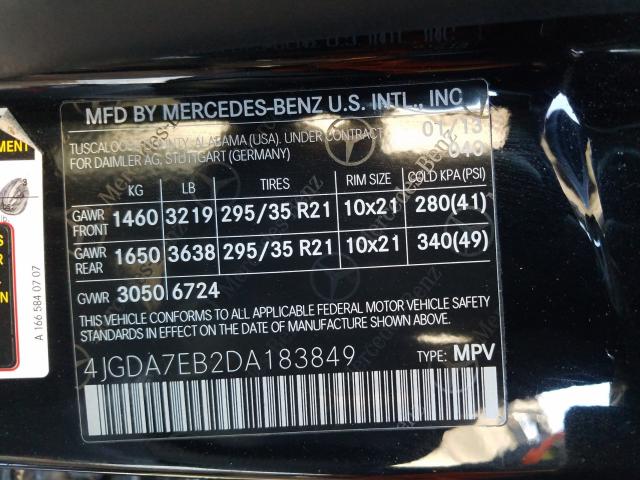 MFD BY MERCEDES-BENZ U.S. INTL., INC
TUSCALOOSA COUNTY, ALABAMA (USA). UNDER CONTRACT 01/13
FOR DAIMLER AG, STUTTGART (GERMANY) 040
KG LB TIRES RIM SIZE COLD KPA (PSI)
GAWR FRONT 1460 3219 295/35 R21 10x21 280(41)
GAWR REAR 1650 3638 295/35 R21 10x21 340(49)
GVWR 3050 6724
THIS VEHICLE CONFORMS TO ALL APPLICABLE FEDERAL MOTOR VEHICLE SAFETY
STANDARDS IN EFFECT ON THE DATE OF MANUFACTURE SHOWN ABOVE.
4JGDA7EB2DA183849 TYPE: MPV
A 166 584 07 07